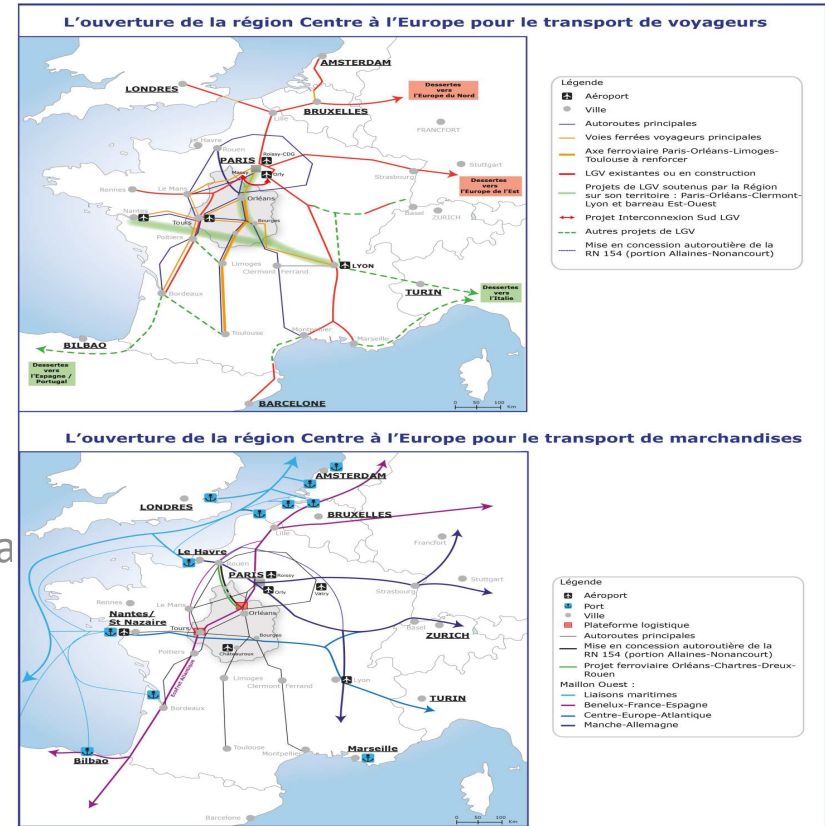 L'ouverture de la région Centre à l'Europe pour le transport de voyageurs
AMSTERDAM
LONDRES
Dessertes
vers
l'Europe du Nord
BRUXELLES
Lille
FRANCFORT
Le Havre
Rouen
PARIS
Roissy-CDG
Orly
Massy
Stuttgart
Strasbourg
Dessertes
vers
l'Europe de l'Est
Rennes
Le Mans
Orléans
Nantes
Tours
Bourges
Basel
ZURICH
Poitiers
Limoges
Clermont Ferrand
LYON
TURIN
Dessertes
vers
l'Italie
Bordeaux
Toulouse
Montpellier
Marseille
BILBAO
Dessertes
vers
l'Espagne /
Portugal
BARCELONE
0 50 100
Km
Légende
Aéroport
Ville
Autoroutes principales
Voies ferrées voyageurs principales
Axe ferroviaire Paris-Orléans-Limoges-
Toulouse à renforcer
LGV existantes ou en construction
Projets de LGV soutenus par la Région
sur son territoire : Paris-Orléans-Clermont-
Lyon et barreau Est-Ouest
Projet Interconnexion Sud LGV
Autres projets de LGV
Mise en concession autoroutière de la
RN 154 (portion Allaines-Nonancourt)
L'ouverture de la région Centre à l'Europe pour le transport de marchandises
AMSTERDAM
LONDRES
BRUXELLES
Lille
a
Le Havre
Rouen
Francfort
PARIS
Roissy
Orly
Vatry
Stuttgart
Strasbourg
Rennes
Le Mans
Orléans
Nantes/
St Nazaire
Tours
Bourges
Basel
ZURICH
Châteauroux
Poitiers
Limoges
Clermont Ferrand
Lyon
TURIN
Bordeaux
Toulouse
Montpellier
Marseille
Bilbao
Barcelone
0 50 100
Km
Légende
Aéroport
Port
Ville
Plateforme logistique
Autoroutes principales
Mise en concession autoroutière de la
RN 154 (portion Allaines-Nonancourt)
Projet ferroviaire Orléans-Chartres-Dreux-
Rouen
Maillon Ouest :
Liaisons maritimes
Benelux-France-Espagne
Centre-Europe-Atlantique
Manche-Allemagne